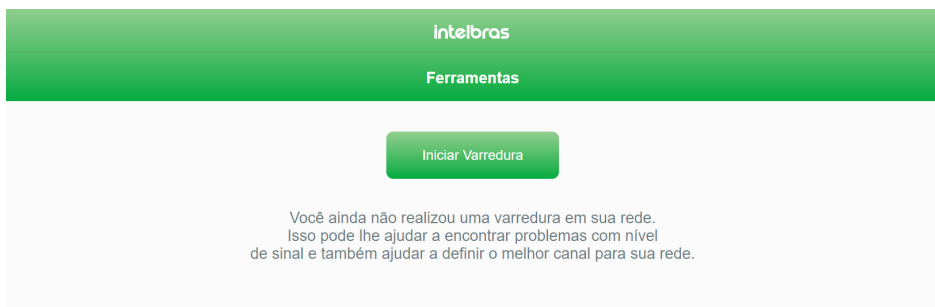 intelbras
Ferramentas
Iniciar Varredura
Você ainda não realizou uma varredura em sua rede.
Isso pode lhe ajudar a encontrar problemas com nível
de sinal e também ajudar a definir o melhor canal para sua rede.